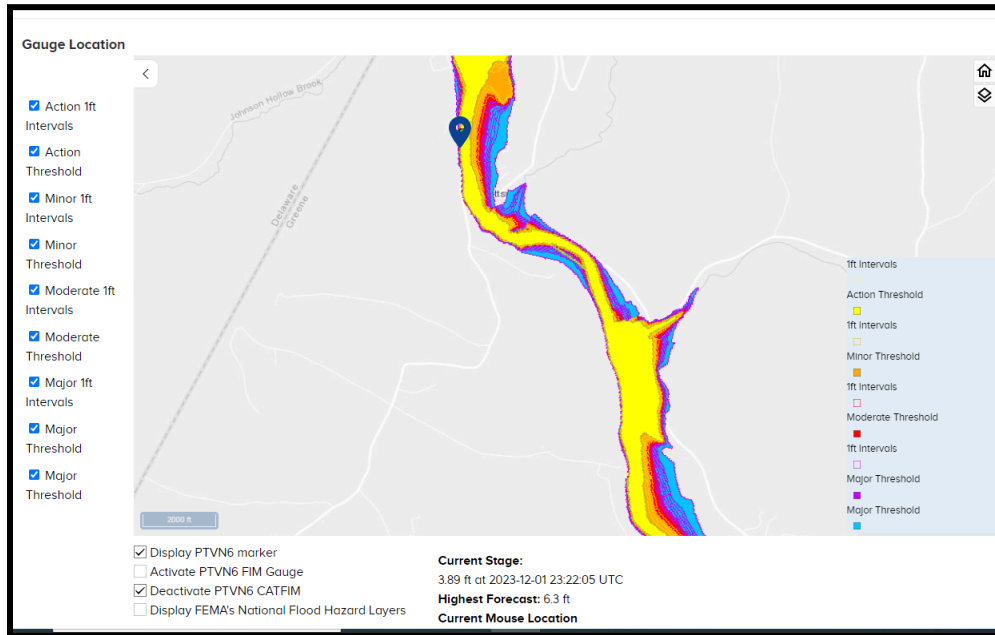 Gauge Location
Action 1ft
Intervals
Action
Threshold
Minor 1ft
Intervals
Minor
Threshold
Moderate 1ft
Intervals
Moderate
Threshold
Major 1ft
Intervals
Major
Threshold
Major
Threshold
Johnson Hollow Brook
Delaware
Greene
2000 ft
1ft Intervals
Action Threshold
1ft Intervals
Minor Threshold
1ft Intervals
Moderate Threshold
1ft Intervals
Major Threshold
Major Threshold
Display PTVN6 marker
Activate PTVN6 FIM Gauge
Deactivate PTVN6 CATFIM
Display FEMA's National Flood Hazard Layers
Current Stage:
3.89 ft at 2023-12-01 23:22:05 UTC
Highest Forecast: 6.3 ft
Current Mouse Location